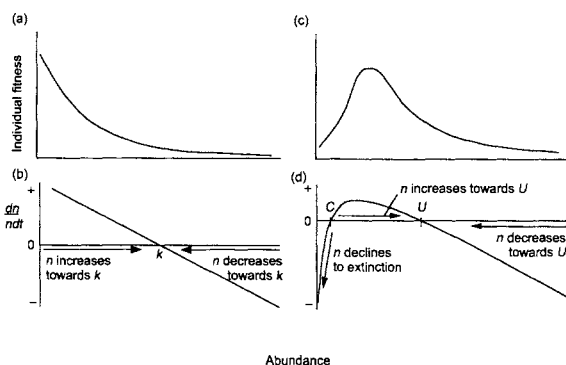 (a)
(c)
Individual fitness
(b)
(d)
+
dn
ndt
0
–
k
n increases
towards k
n decreases
towards k
+
0
–
C
U
n increases towards U
n declines
to extinction
n decreases
towards U
Abundance